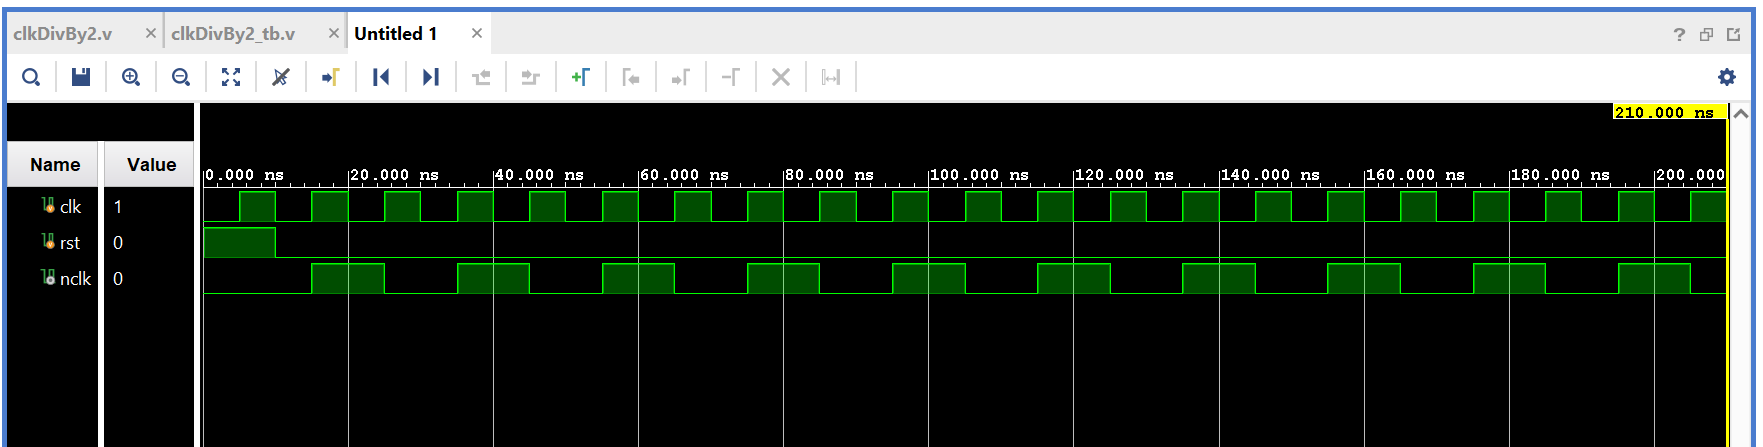 clkDivBy2.v × clkDivBy2_tb.v × Untitled 1 ×
210.000 ns
Name Value
0.000 ns 20.000 ns 40.000 ns 60.000 ns 80.000 ns 100.000 ns 120.000 ns 140.000 ns 160.000 ns 180.000 ns 200.000
clk 1
rst 0
nclk 0